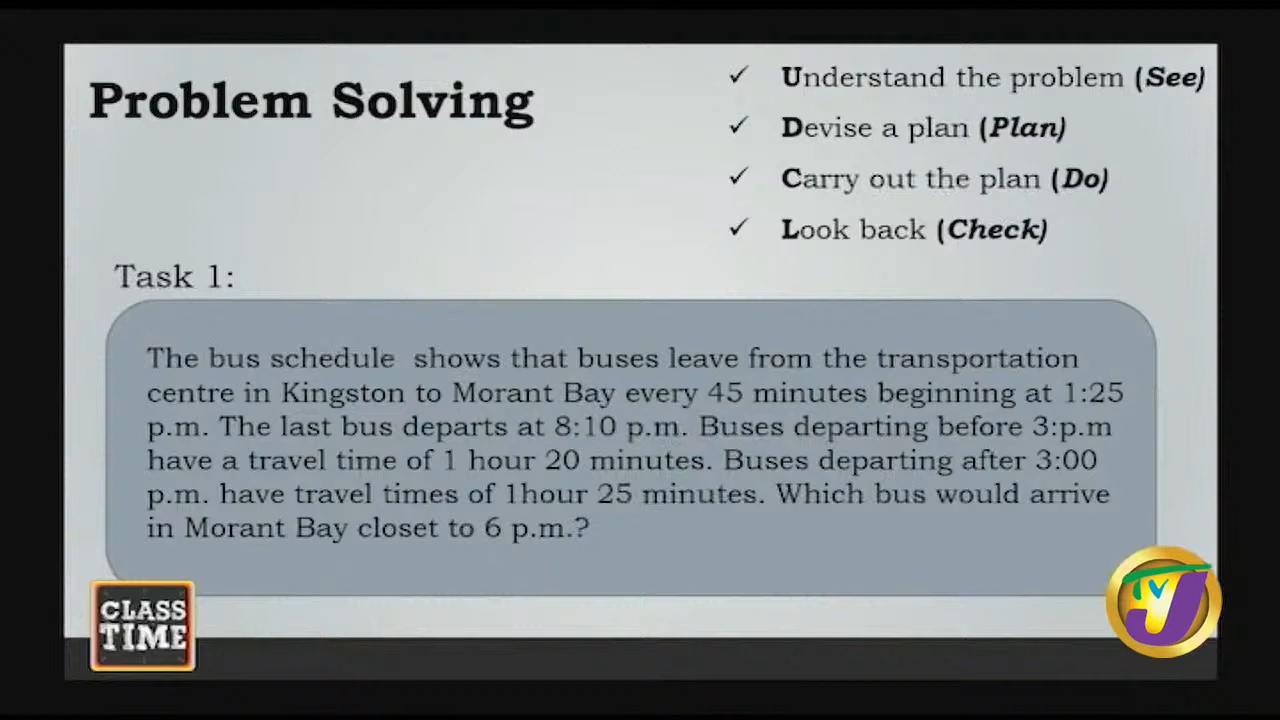 Problem Solving
✓ Understand the problem (See)
✓ Devise a plan (Plan)
✓ Carry out the plan (Do)
✓ Look back (Check)
Task 1:
The bus schedule shows that buses leave from the transportation
centre in Kingston to Morant Bay every 45 minutes beginning at 1:25
p.m. The last bus departs at 8:10 p.m. Buses departing before 3:p.m
have a travel time of 1 hour 20 minutes. Buses departing after 3:00
p.m. have travel times of 1hour 25 minutes. Which bus would arrive
in Morant Bay closet to 6 p.m.?
CLASS
TIME
TVJ